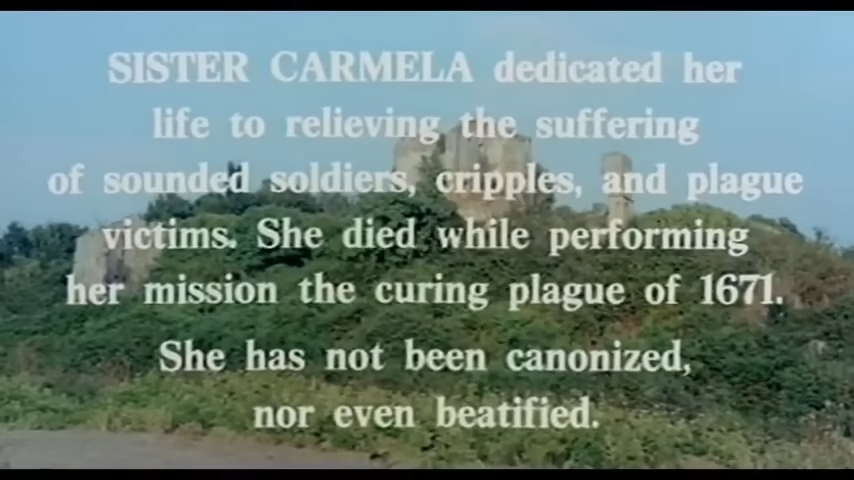 SISTER CARMELA dedicated her
life to relieving the suffering
of sounded soldiers, cripples, and plague
victims. She died while performing
her mission the curing plague of 1671.
She has not been canonized,
nor even beatified.